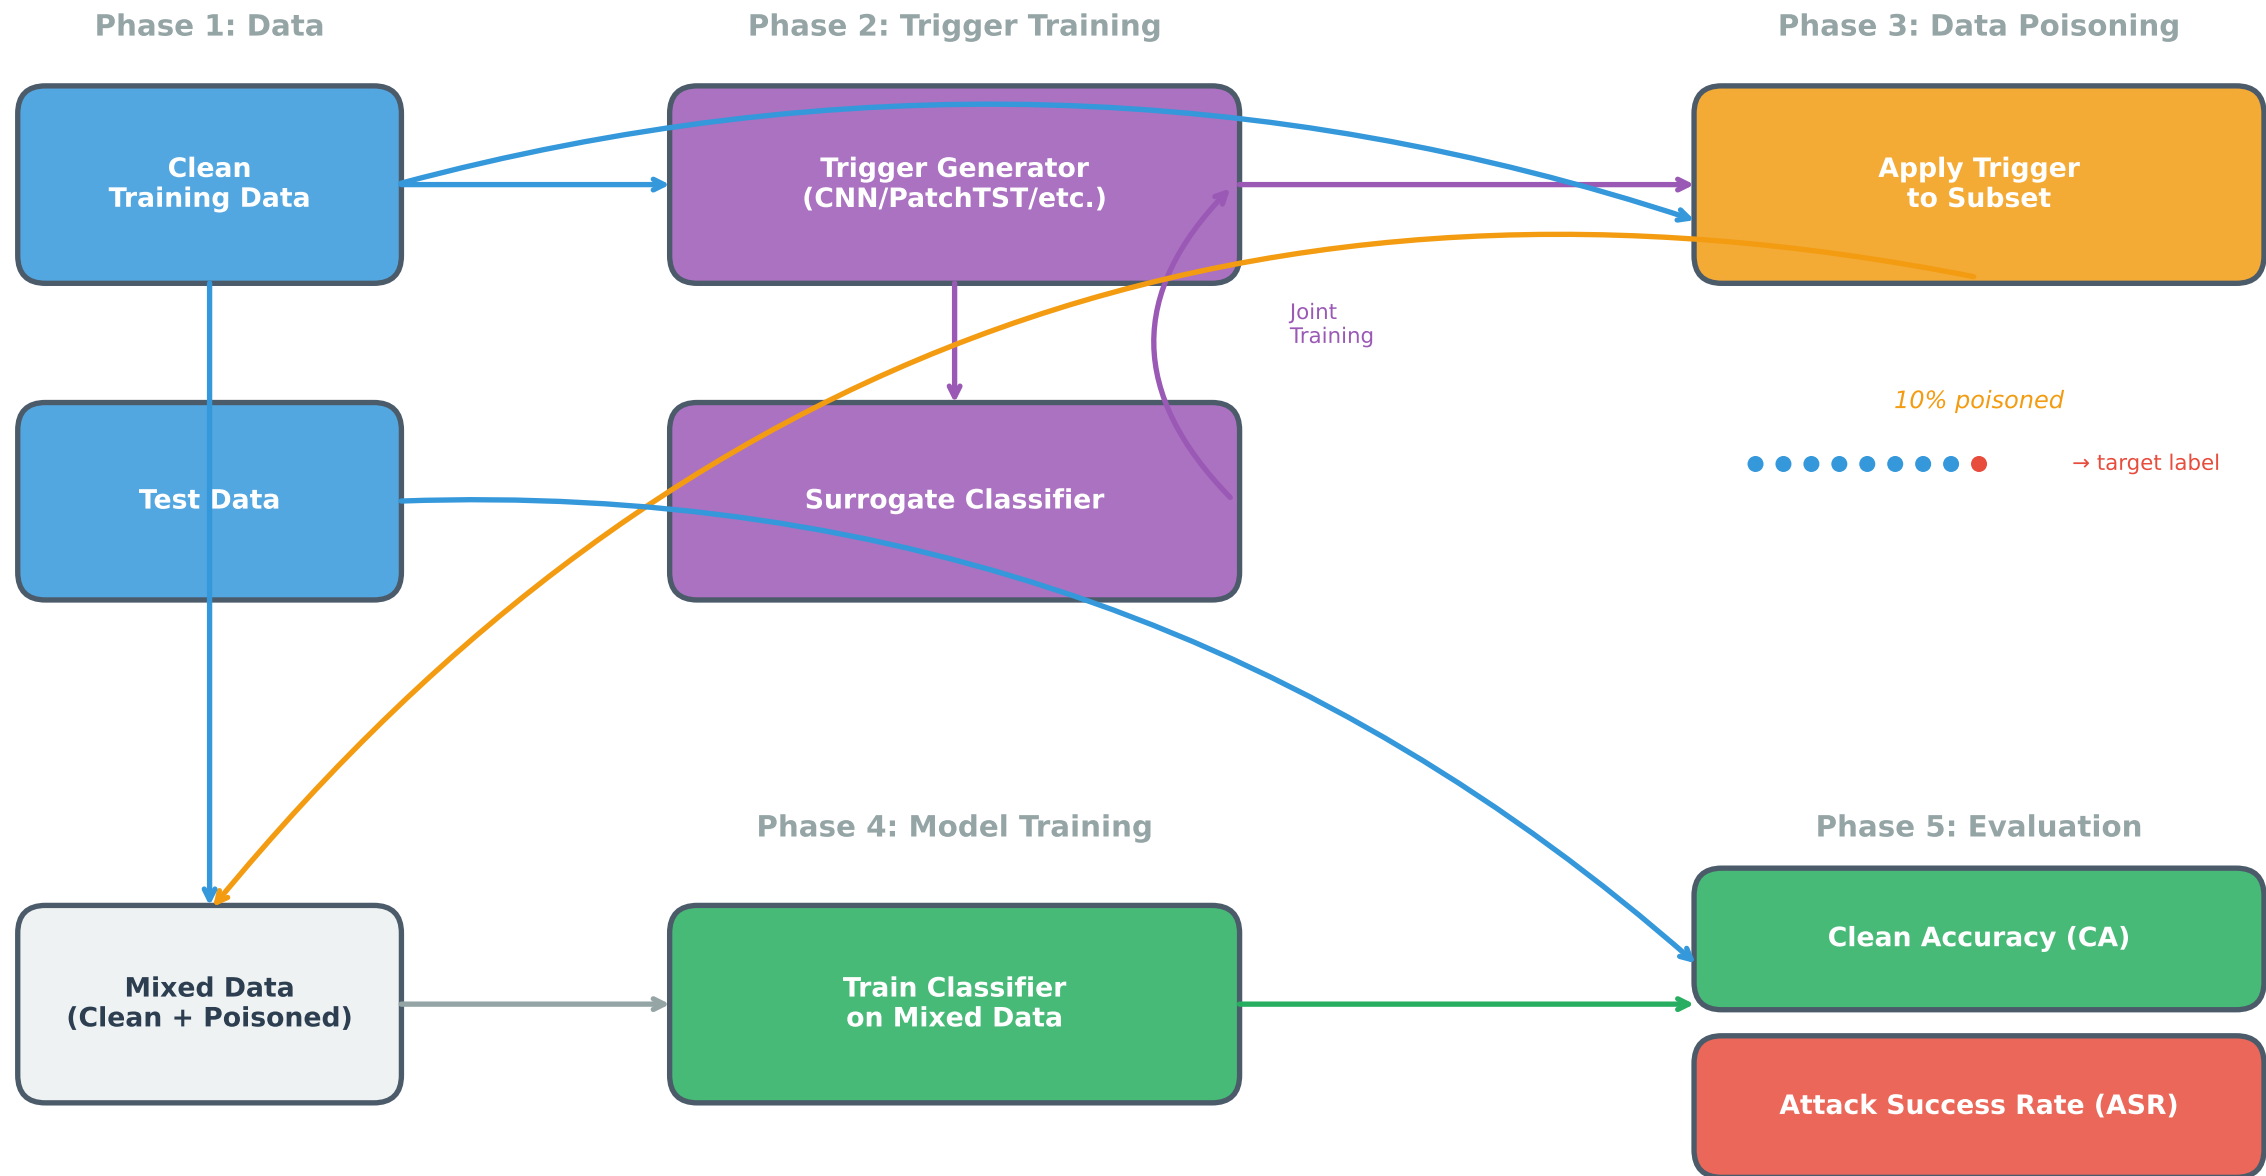 Phase 1: Data
Phase 2: Trigger Training
Phase 3: Data Poisoning
Clean
Training Data
Trigger Generator
(CNN/PatchTST/etc.)
Apply Trigger
to Subset
Joint
Training
10% poisoned
→ target label
Test Data
Surrogate Classifier
Phase 4: Model Training
Phase 5: Evaluation
Mixed Data
(Clean + Poisoned)
Train Classifier
on Mixed Data
Clean Accuracy (CA)
Attack Success Rate (ASR)